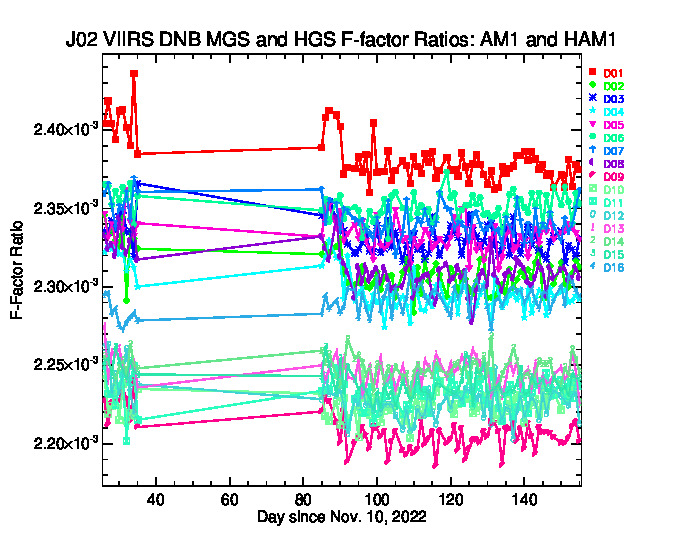 J02 VIIRS DNB MGS and HGS F-factor Ratios: AM1 and HAM1
F-Factor Ratio
2.40×10⁻³
2.35×10⁻³
2.30×10⁻³
2.25×10⁻³
2.20×10⁻³
40 60 80 100 120 140
Day since Nov. 10, 2022
D01
D02
D03
D04
D05
D06
D07
D08
D09
D10
D11
D12
D13
D14
D15
D16